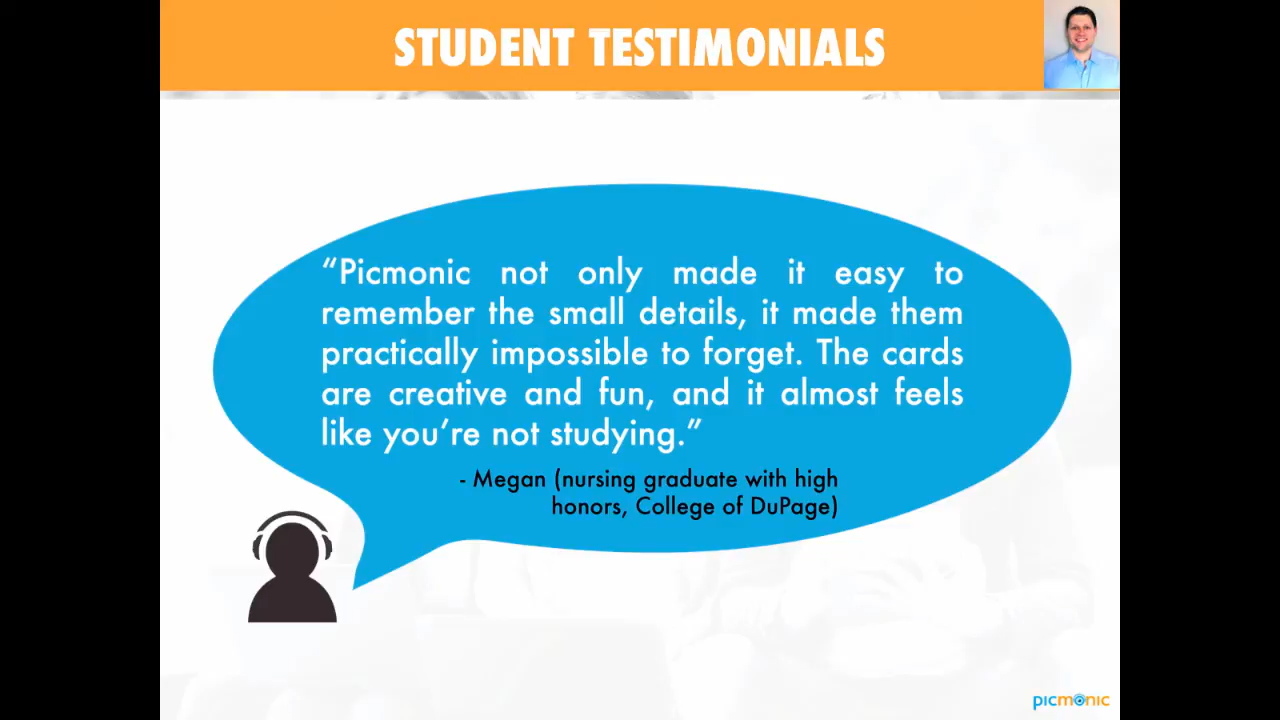 STUDENT TESTIMONIALS
“Picmonic not only made it easy to
remember the small details, it made them
practically impossible to forget. The cards
are creative and fun, and it almost feels
like you’re not studying.”
- Megan (nursing graduate with high
honors, College of DuPage)
picmonic